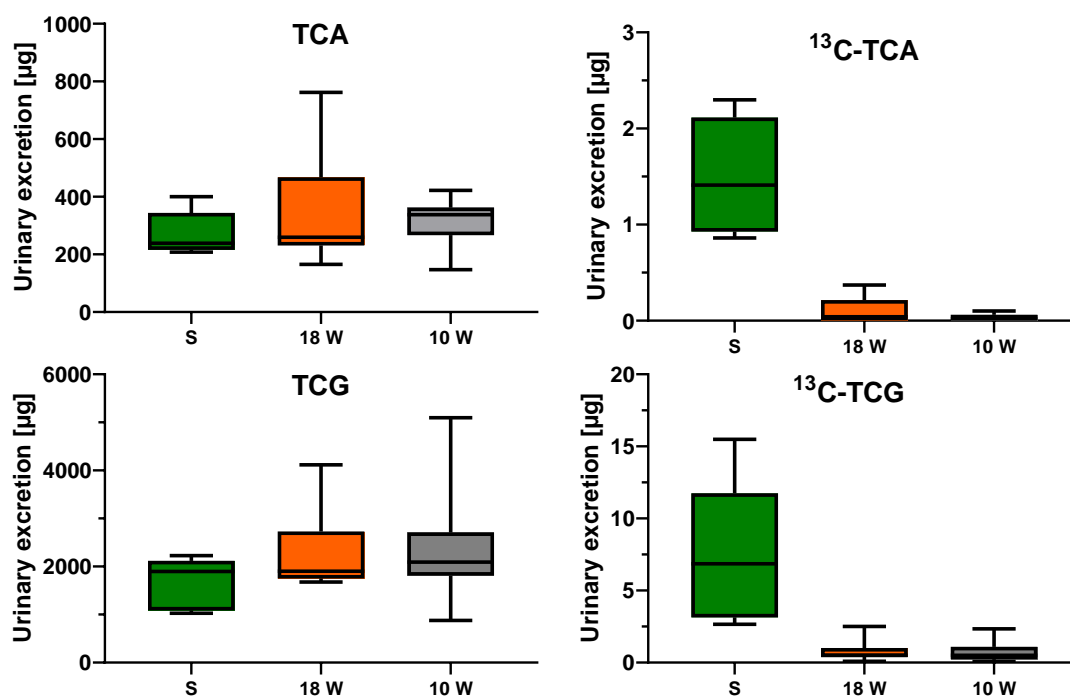 TCA
Urinary excretion [µg]
1000
800
600
400
200
0
S 18 W 10 W
¹³C-TCA
Urinary excretion [µg]
3
2
1
0
S 18 W 10 W
TCG
Urinary excretion [µg]
6000
4000
2000
0
S 18 W 10 W
¹³C-TCG
Urinary excretion [µg]
20
15
10
5
0
S 18 W 10 W